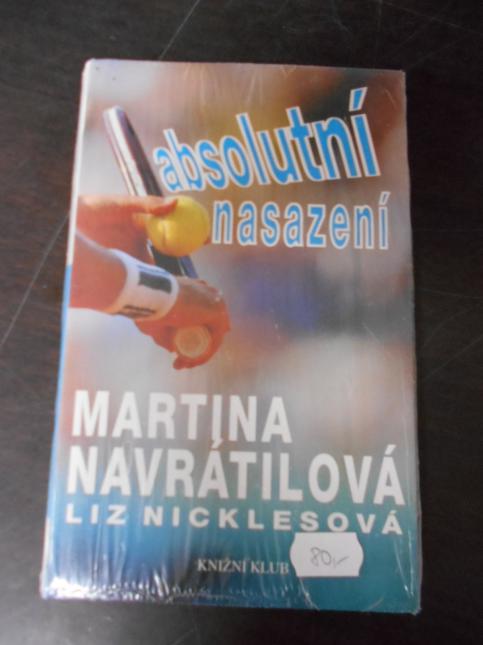 absolutní
nasazení
MARTINA
NAVRÁTILOVÁ
LIZ NICKLESOVÁ
KNIŽNÍ KLUB
80,-